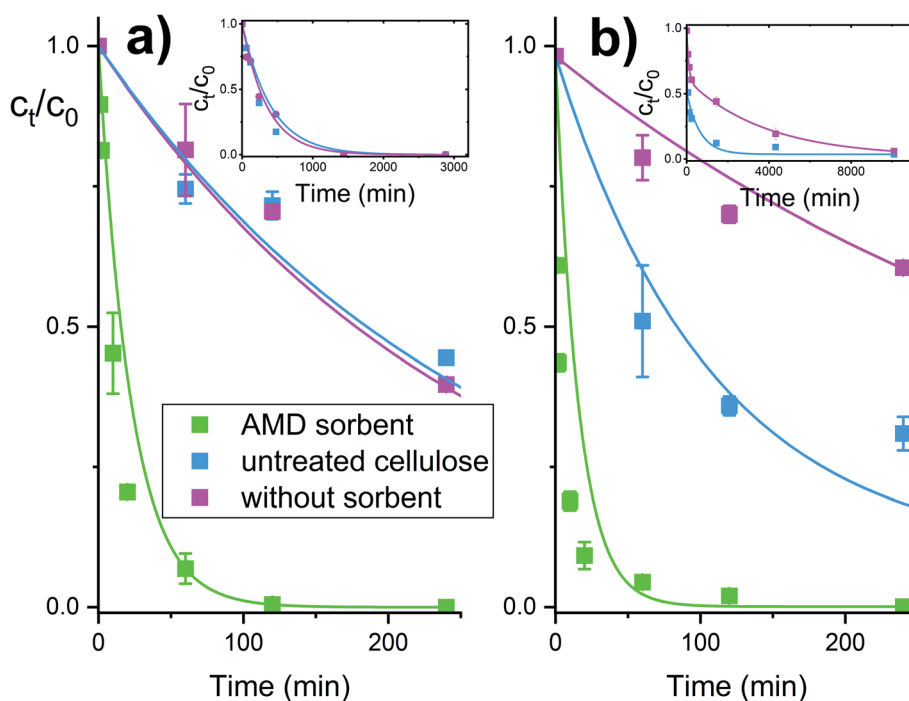 a)
c_t/c_0
1.0
0.5
0.0
0
100
200
Time (min)
c_t/c_0
1.0
0.5
0.0
0
1000
2000
3000
Time (min)
AMD sorbent
untreated cellulose
without sorbent
b)
1.0
0.5
0.0
0
100
200
Time (min)
c_t/c_0
1.0
0.5
0.0
0
4000
8000
Time (min)